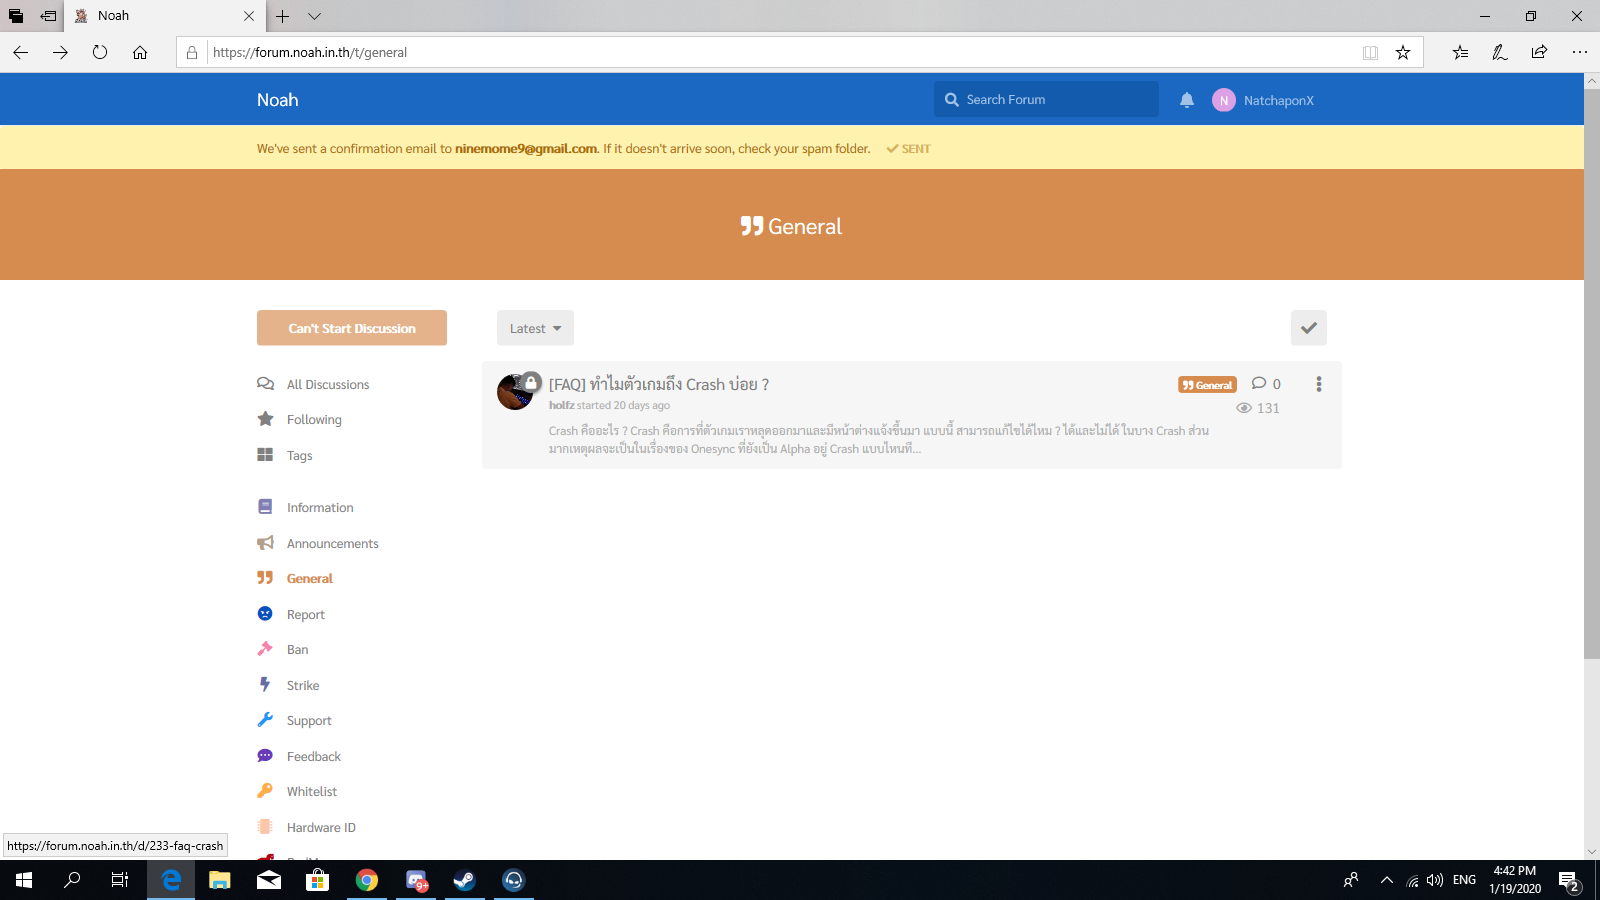 Noah
https://forum.noah.in.th/t/general
Noah
Search Forum
N
NatchaponX
We've sent a confirmation email to ninemome9@gmail.com. If it doesn't arrive soon, check your spam folder.
SENT
General
Can't Start Discussion
Latest
All Discussions
Following
Tags
[FAQ] ทำไมตัวเกมถึง Crash บ่อย ?
General
0
holfz started 20 days ago
131
Crash คืออะไร ? Crash คือการที่ตัวเกมเราหลุดออกมาและมีหน้าต่างแจ้งขึ้นมา แบบนี้ สามารถแก้ไขได้ไหม ? ได้และไม่ได้ ในบาง Crash ส่วน
มากเหตุผลจะเป็นในเรื่องของ Onesync ที่ยังเป็น Alpha อยู่ Crash แบบไหนที...
Information
Announcements
General
Report
Ban
Strike
Support
Feedback
Whitelist
Hardware ID
https://forum.noah.in.th/d/233-faq-crash
9+
ENG
4:42 PM
1/19/2020
2